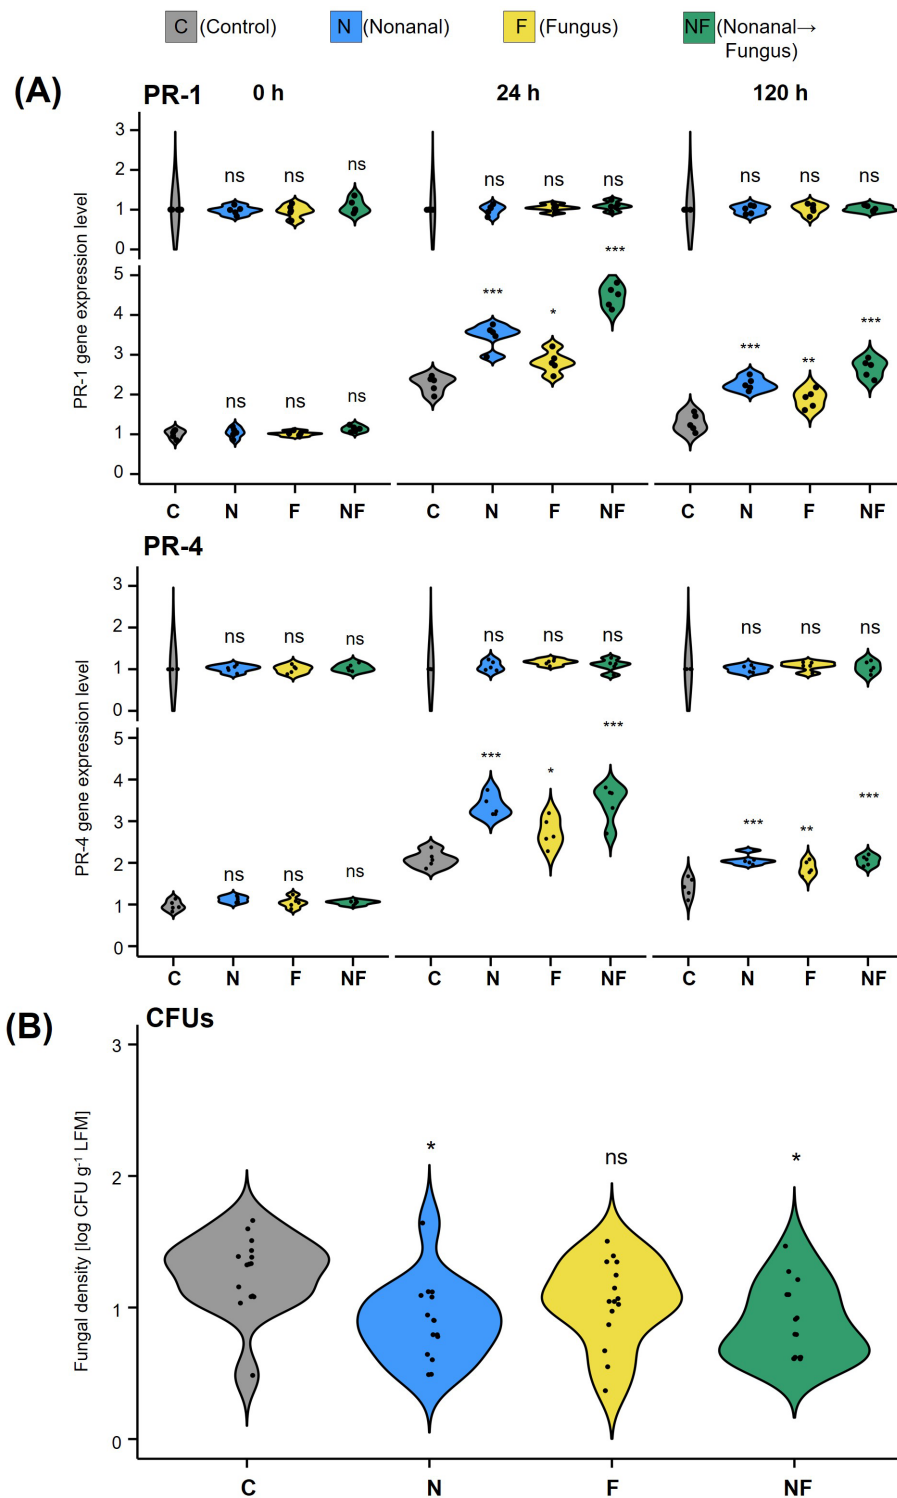 C (Control) N (Nonanal) F (Fungus) NF (Nonanal→
Fungus)
(A) PR-1 0 h 24 h 120 h
PR-1 gene expression level
3
2
1
0
ns ns ns ns ns ns ns ns ns
5
4
3
2
1
0
ns ns ns *** * *** *** ** ***
C N F NF C N F NF C N F NF
PR-4
PR-4 gene expression level
3
2
1
0
ns ns ns ns ns ns ns ns ns
5
4
3
2
1
0
ns ns ns *** * *** *** ** ***
C N F NF C N F NF C N F NF
(B) CFUs
Fungal density [log CFU g⁻¹ LFM]
3
2
1
0
* ns *
C N F NF